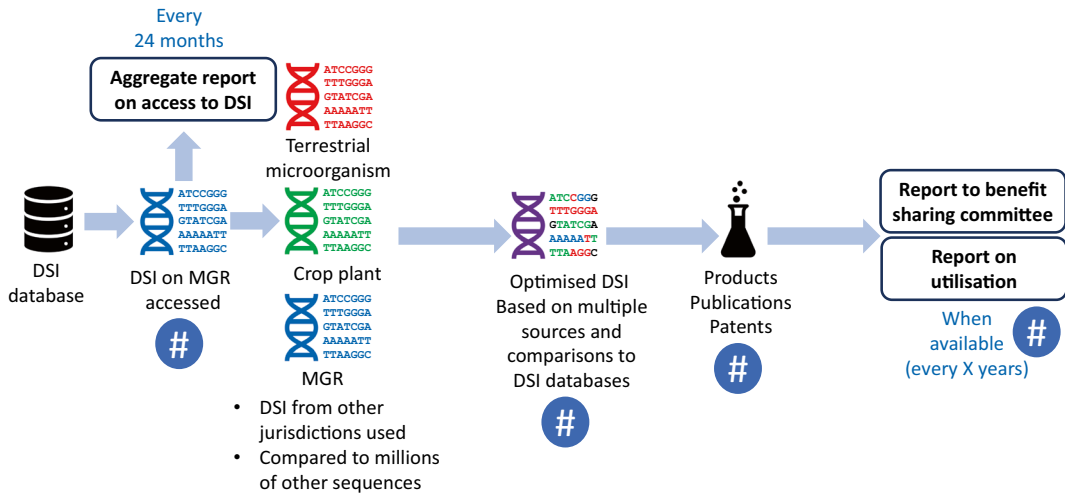 Every
24 months
Aggregate report
on access to DSI
ATCCGGG
TTTGGGA
GTATCGA
AAAAATT
TTAAGGC
Terrestrial
microorganism
DSI
database
ATCCGGG
TTTGGGA
GTATCGA
AAAAATT
TTAAGGC
DSI on MGR
accessed
#
ATCCGGG
TTTGGGA
GTATCGA
AAAAATT
TTAAGGC
Crop plant
ATCCGGG
TTTGGGA
GTATCGA
AAAAATT
TTAAGGC
MGR
• DSI from other
jurisdictions used
• Compared to millions
of other sequences
ATCCGGG
TTTGGGA
GTATCGA
AAAAATT
TTAAGGC
Optimised DSI
Based on multiple
sources and
comparisons to
DSI databases
#
Products
Publications
Patents
#
Report to benefit
sharing committee
Report on
utilisation
When
available
(every X years)
#